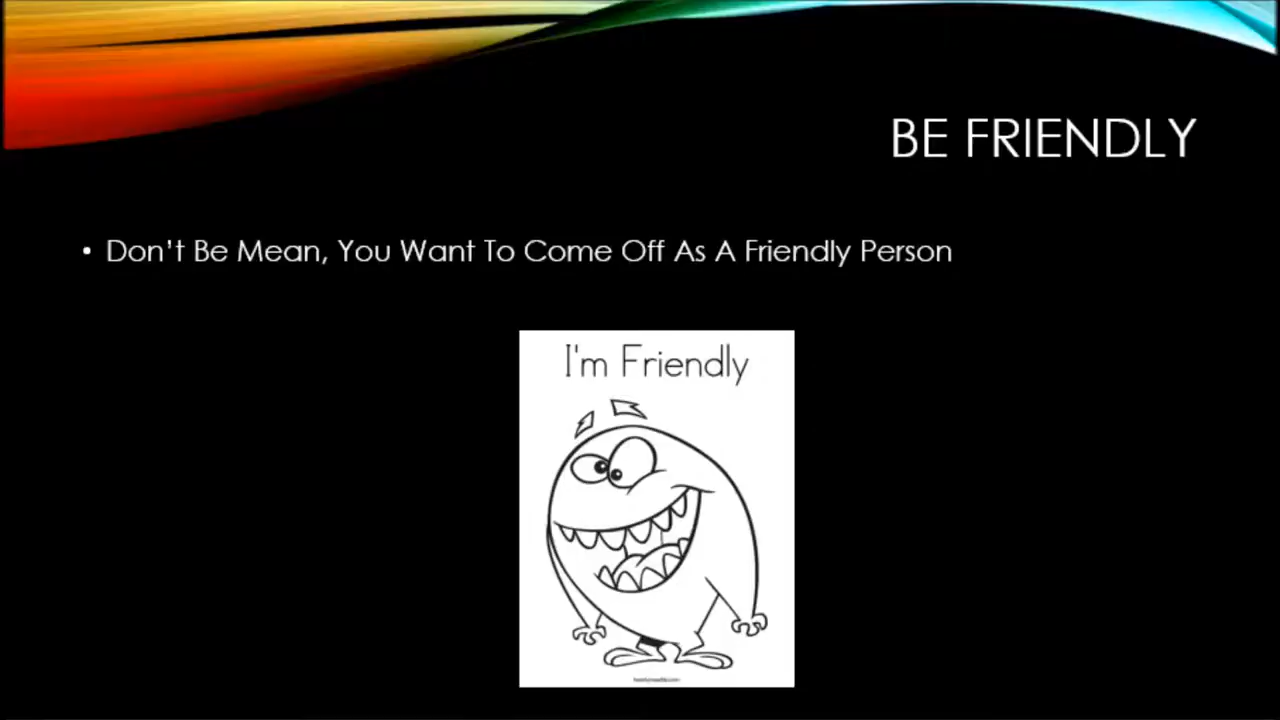 BE FRIENDLY
• Don't Be Mean, You Want To Come Off As A Friendly Person
I'm Friendly